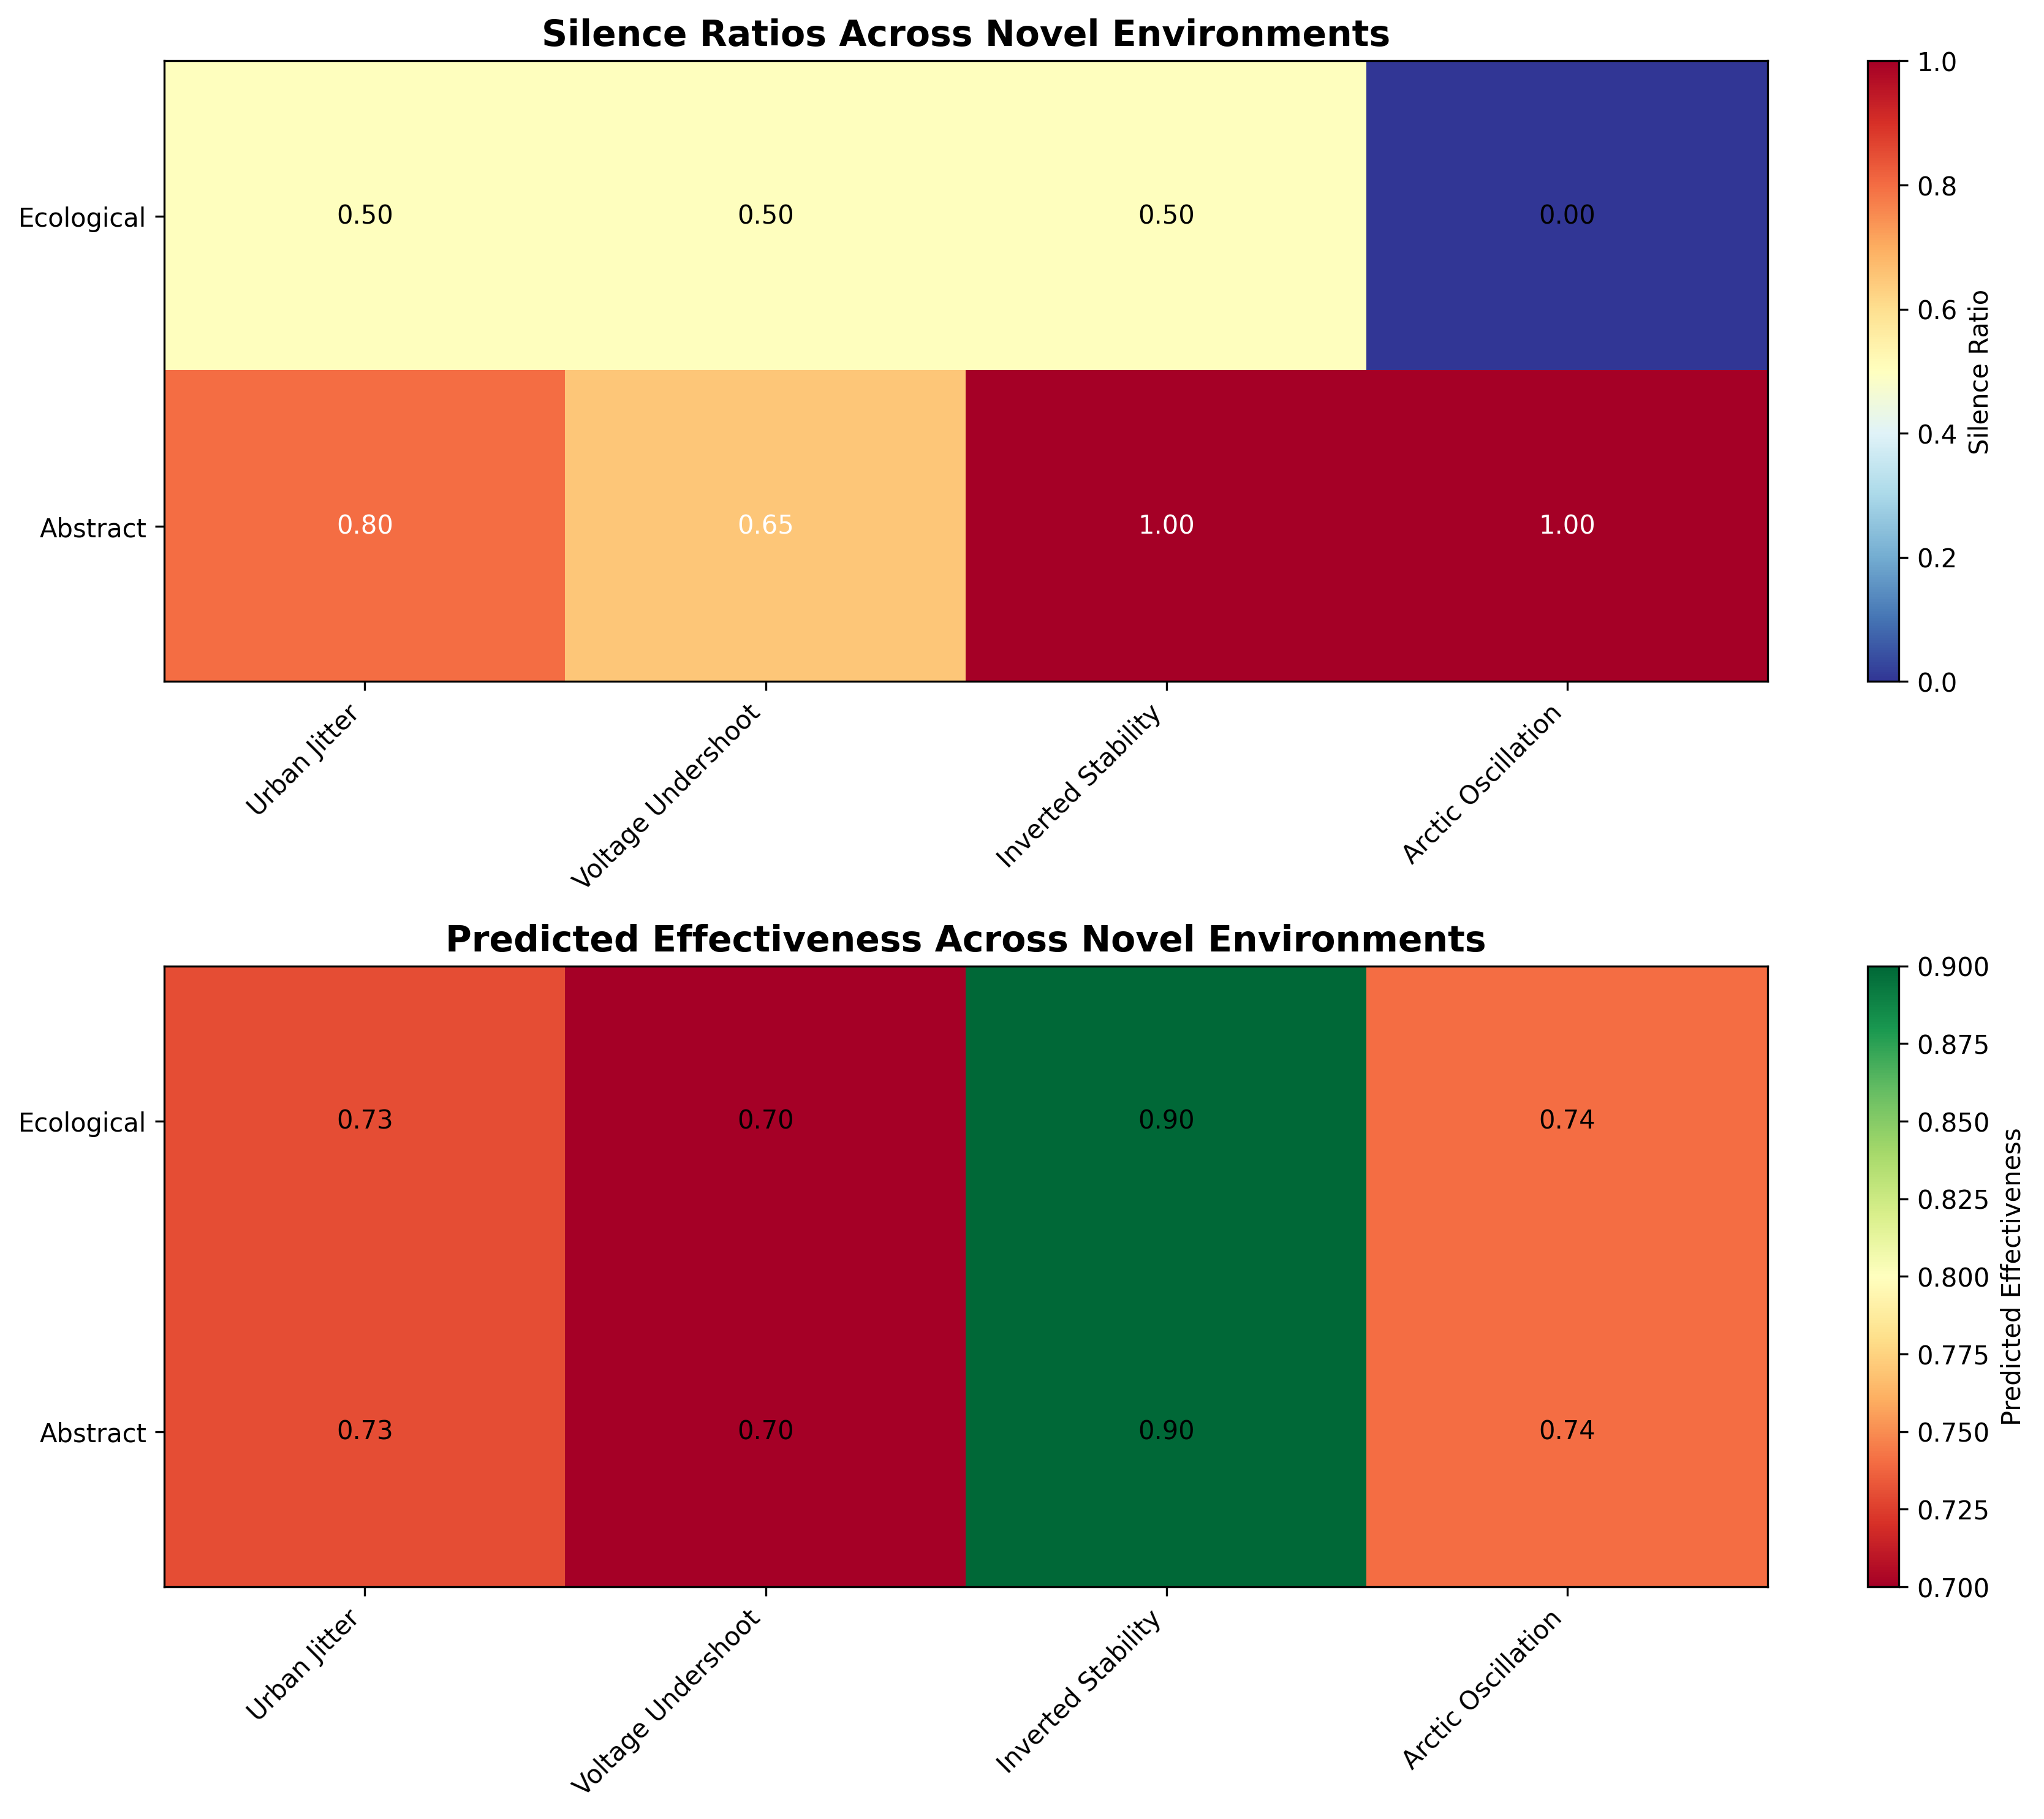 Silence Ratios Across Novel Environments
Ecological
0.50
0.50
0.50
0.00
Abstract
0.80
0.65
1.00
1.00
Urban Jitter
Voltage Undershoot
Inverted Stability
Arctic Oscillation
1.0
0.8
0.6
0.4
0.2
0.0
Silence Ratio
Predicted Effectiveness Across Novel Environments
Ecological
0.73
0.70
0.90
0.74
Abstract
0.73
0.70
0.90
0.74
Urban Jitter
Voltage Undershoot
Inverted Stability
Arctic Oscillation
0.900
0.875
0.850
0.825
0.800
0.775
0.750
0.725
0.700
Predicted Effectiveness